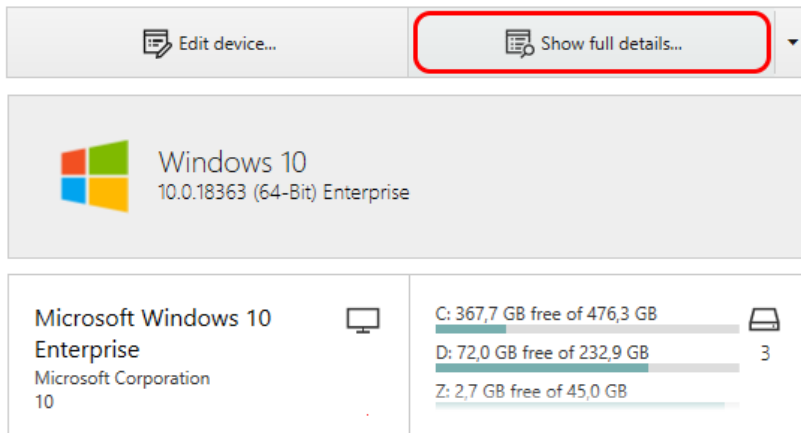 Edit device...
Show full details...
Windows 10
10.0.18363 (64-Bit) Enterprise
Microsoft Windows 10
Enterprise
Microsoft Corporation
10
C: 367,7 GB free of 476,3 GB
D: 72,0 GB free of 232,9 GB
3
Z: 2,7 GB free of 45,0 GB